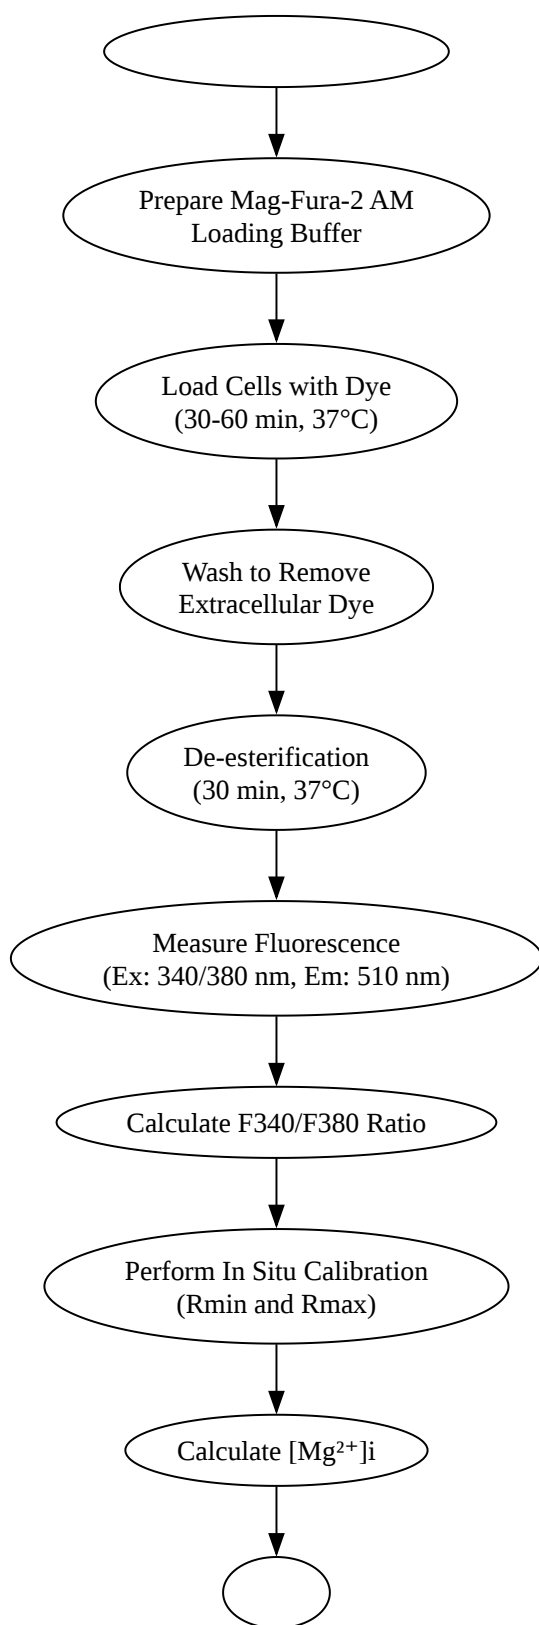 Prepare Mag-Fura-2 AM
Loading Buffer
Load Cells with Dye
(30-60 min, 37°C)
Wash to Remove
Extracellular Dye
De-esterification
(30 min, 37°C)
Measure Fluorescence
(Ex: 340/380 nm, Em: 510 nm)
Calculate F340/F380 Ratio
Perform In Situ Calibration
(Rmin and Rmax)
Calculate [Mg²⁺]i